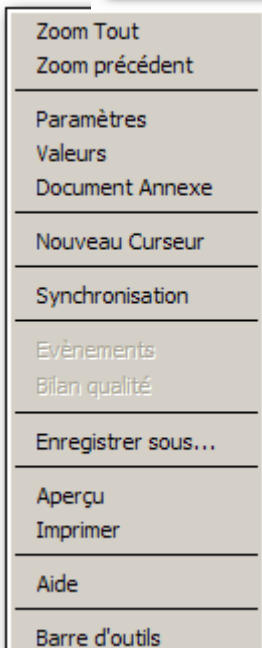 Zoom Tout
Zoom précédent
Paramètres
Valeurs
Document Annexe
Nouveau Curseur
Synchronisation
Evènements
Bilan qualité
Enregistrer sous...
Aperçu
Imprimer
Aide
Barre d'outils